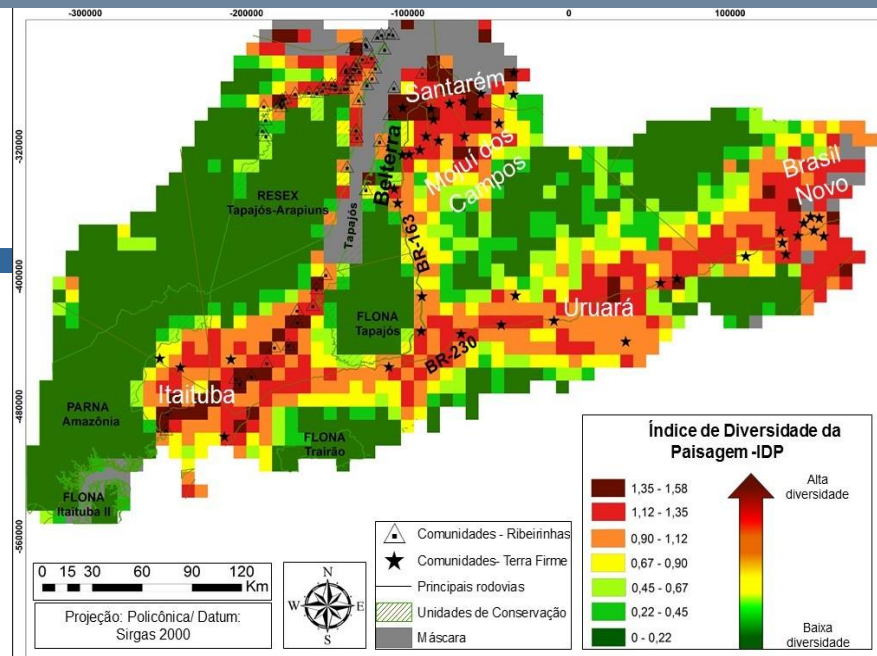 -300000 -200000 -100000 0 100000
-320000
-400000
-480000
-560000
Santarém
Belterra
Mojuí dos
Campos
Brasil
Novo
RESEX
Tapajós-Arapiuns
Tapajós
BR-163
FLONA
Tapajós
Uruará
BR-230
Itaituba
PARNA
Amazônia
FLONA
Trairão
FLONA
Itaituba II
0 15 30 60 90 120
Km
Projeção: Policônica/ Datum:
Sirgas 2000
N
W E
S
Comunidades - Ribeirinhas
Comunidades- Terra Firme
Principais rodovias
Unidades de Conservação
Máscara
Índice de Diversidade da
Paisagem -IDP
1,35 - 1,58
1,12 - 1,35
0,90 - 1,12
0,67 - 0,90
0,45 - 0,67
0,22 - 0,45
0 - 0,22
Alta
diversidade
Baixa
diversidade